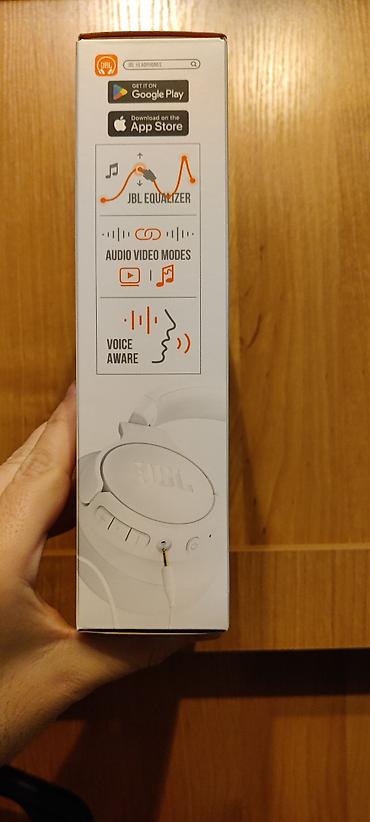 JBL
JBL HEADPHONES
GET IT ON
Google Play
Download on the
App Store
JBL EQUALIZER
AUDIO VIDEO MODES
VOICE
AWARE
JBL